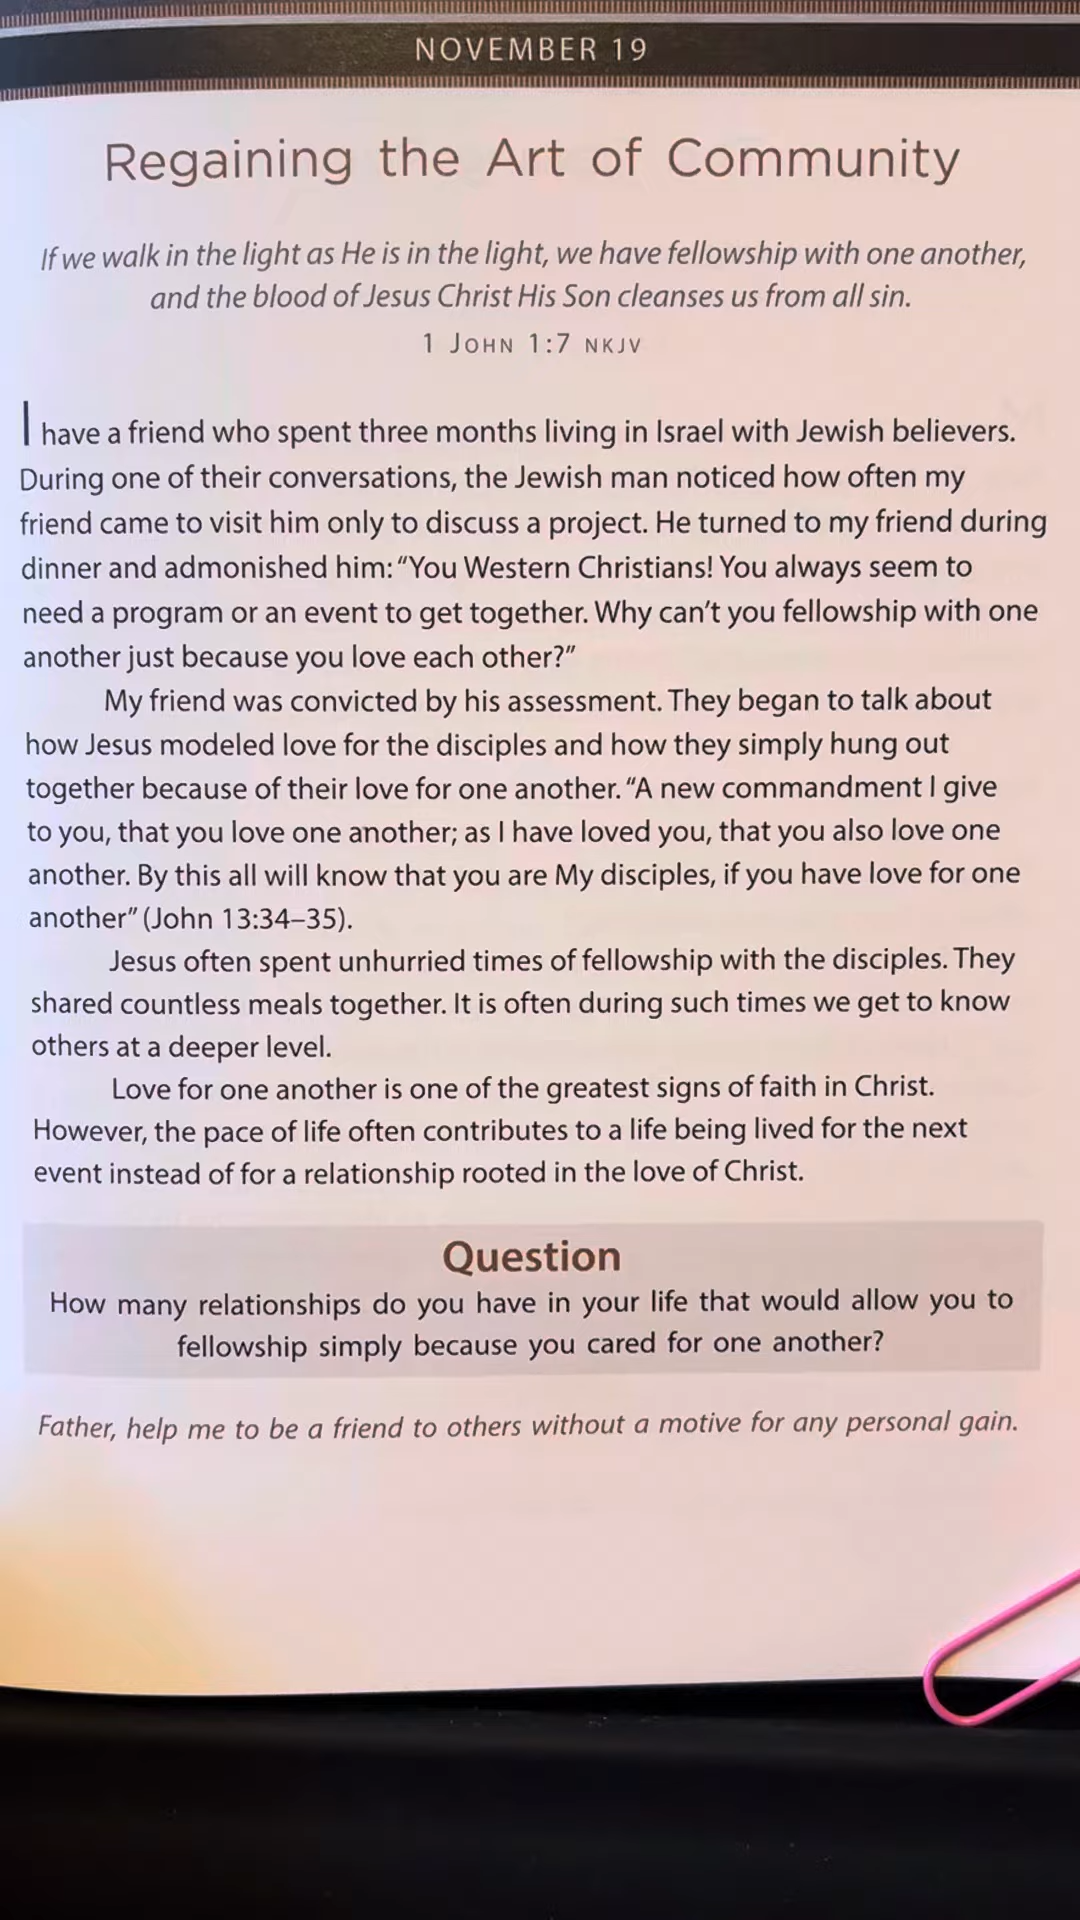 NOVEMBER 19
Regaining the Art of Community
If we walk in the light as He is in the light, we have fellowship with one another,
and the blood of Jesus Christ His Son cleanses us from all sin.
1 JOHN 1:7 NKJV
I have a friend who spent three months living in Israel with Jewish believers.
During one of their conversations, the Jewish man noticed how often my
friend came to visit him only to discuss a project. He turned to my friend during
dinner and admonished him: “You Western Christians! You always seem to
need a program or an event to get together. Why can’t you fellowship with one
another just because you love each other?”
My friend was convicted by his assessment. They began to talk about
how Jesus modeled love for the disciples and how they simply hung out
together because of their love for one another. “A new commandment I give
to you, that you love one another; as I have loved you, that you also love one
another. By this all will know that you are My disciples, if you have love for one
another” (John 13:34–35).
Jesus often spent unhurried times of fellowship with the disciples. They
shared countless meals together. It is often during such times we get to know
others at a deeper level.
Love for one another is one of the greatest signs of faith in Christ.
However, the pace of life often contributes to a life being lived for the next
event instead of for a relationship rooted in the love of Christ.
Question
How many relationships do you have in your life that would allow you to
fellowship simply because you cared for one another?
Father, help me to be a friend to others without a motive for any personal gain.